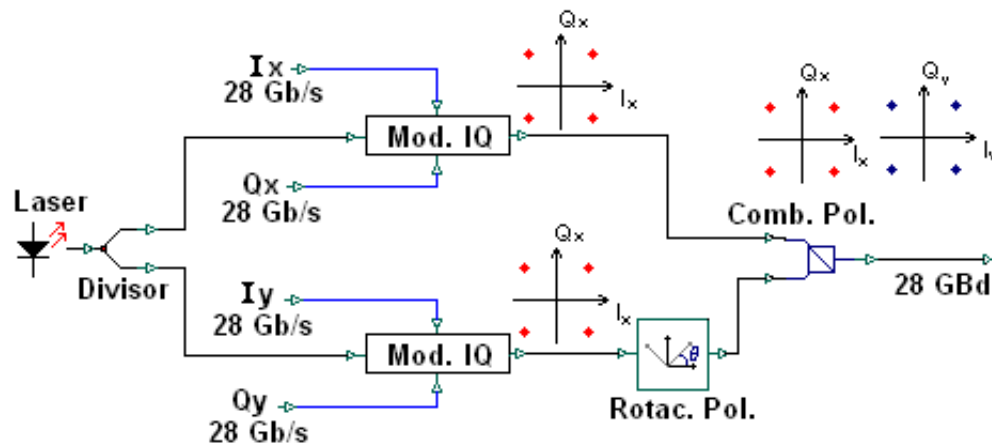 Qx
Ix
28 Gb/s
Ix
Mod. IQ
Qx
28 Gb/s
Qx
Qy
Ix
Comb. Pol.
Laser
Divisor
28 GBd
Iy
28 Gb/s
Qx
Ix
Mod. IQ
θ
Qy
28 Gb/s
Rotac. Pol.